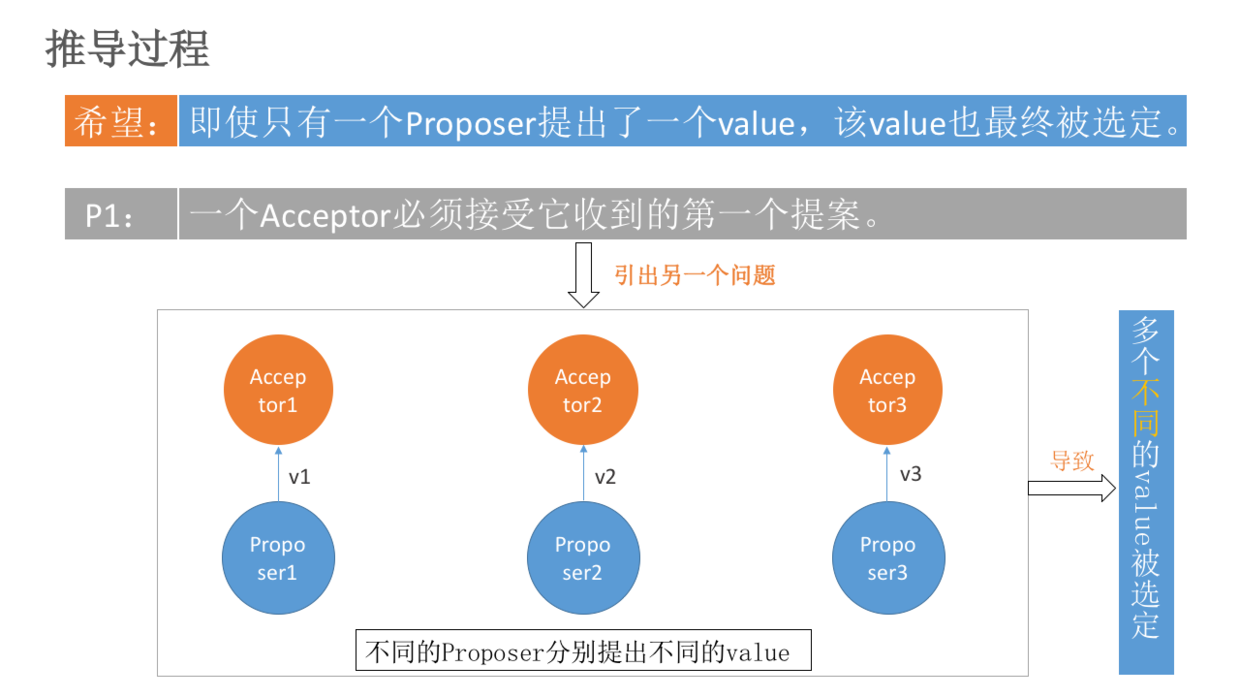 推导过程
希望： 即使只有一个Proposer提出了一个value，该value也最终被选定。
P1： 一个Acceptor必须接受它收到的第一个提案。
引出另一个问题
Accep
tor1
Accep
tor2
Accep
tor3
v1
v2
v3
Propo
ser1
Propo
ser2
Propo
ser3
不同的Proposer分别提出不同的value
导致
多个不同的value被选定